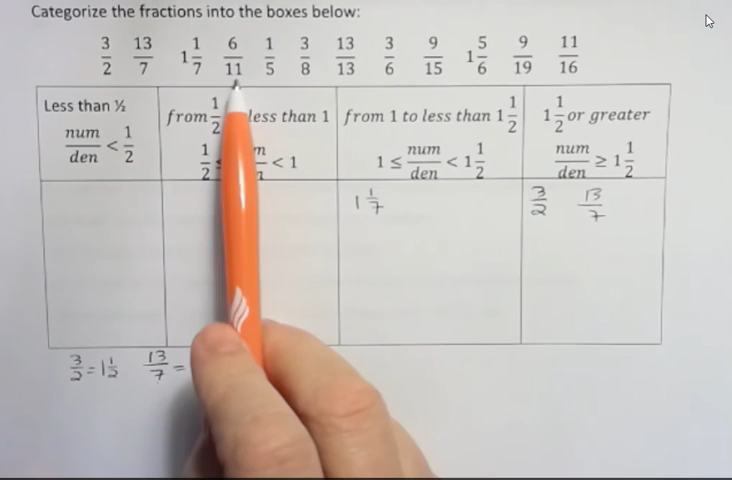 Categorize the fractions into the boxes below:
3/2 13/7 1 1/7 6/11 1/5 3/8 13/13 3/6 9/15 1 5/6 9/19 11/16
Less than ½
num/den < 1/2
from 1/2 less than 1
1/2 ≤ < 1
from 1 to less than 1 1/2
1 ≤ num/den < 1 1/2
1 1/2 or greater
num/den ≥ 1 1/2
1 1/7
3/2 13/7
3/2 = 1 1/2 13/7 =